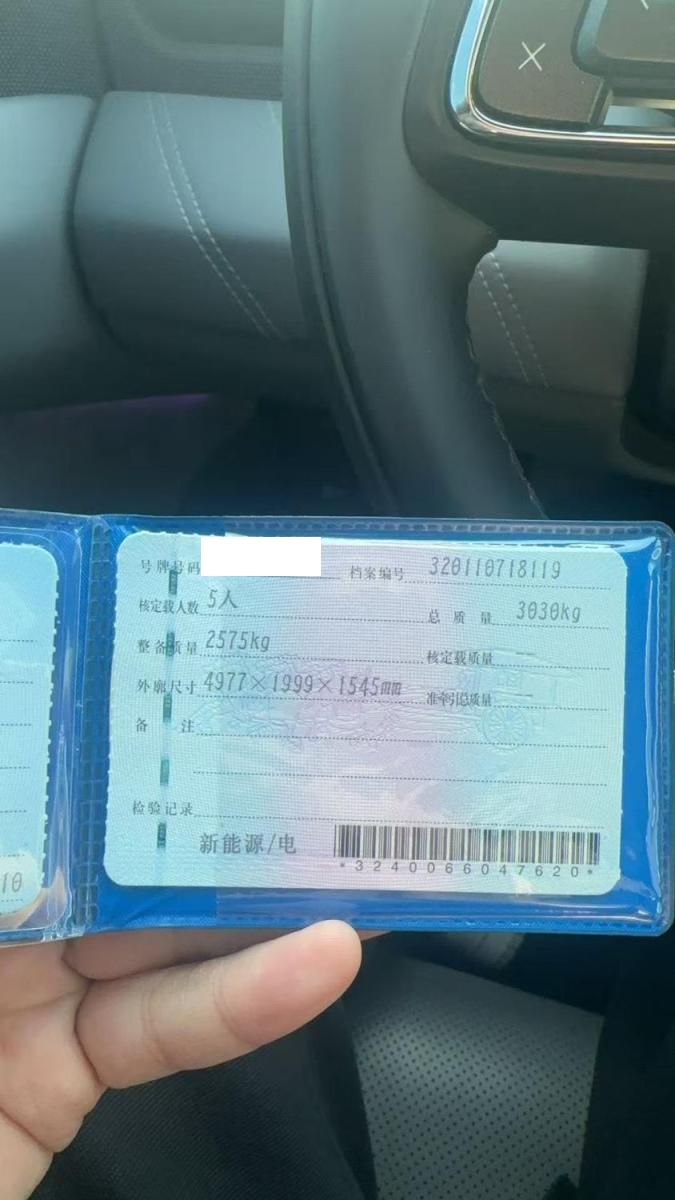 号牌号码 档案编号 320110718119
核定载人数 5人 总质量 3030kg
整备质量 2575kg 核定载质量 --
外廓尺寸 4977×1999×1545mm 准牵引总质量 --
备注
检验记录
新能源/电
*3240066047620*
10